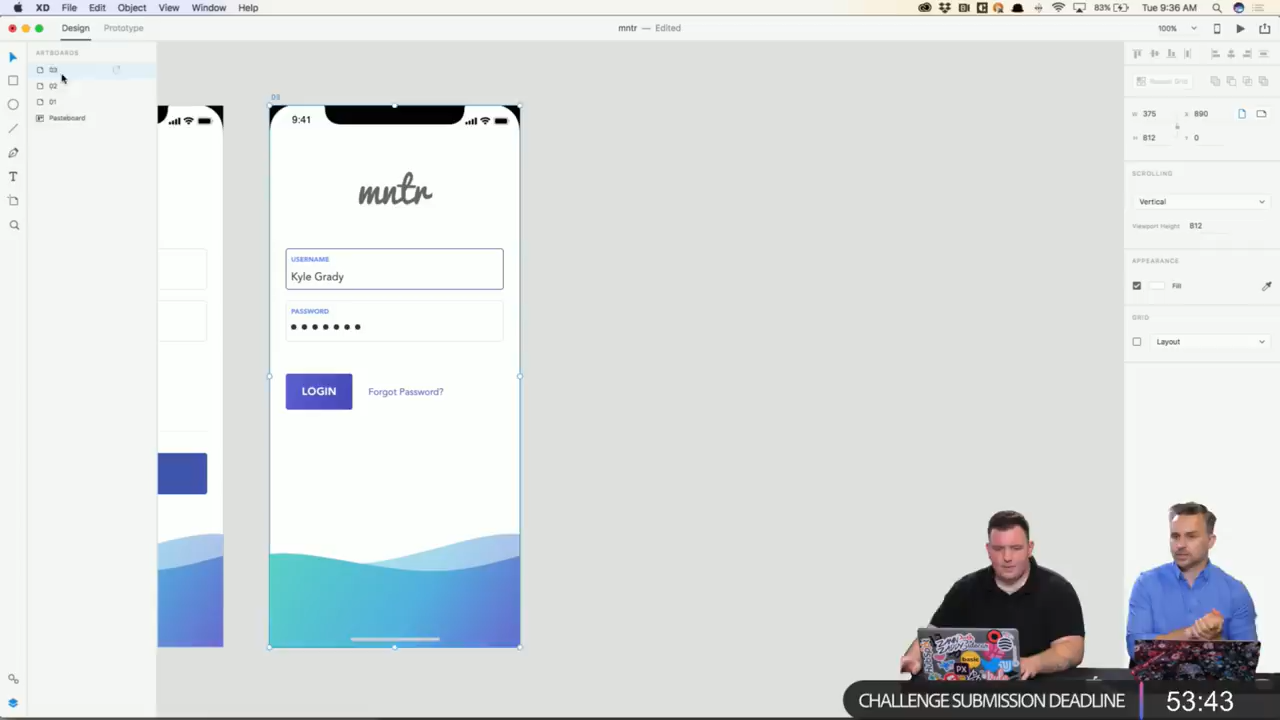 XD File Edit Object View Window Help
83% Tue 9:36 AM
Design Prototype
mntr — Edited
100%
ARTBOARDS
03
02
01
Pasteboard
03
9:41
mntr
USERNAME
Kyle Grady
PASSWORD
LOGIN Forgot Password?
Repeat Grid
W 375 X 890
H 812 Y 0
SCROLLING
Vertical
Viewport Height 812
APPEARANCE
Fill
GRID
Layout
CHALLENGE SUBMISSION DEADLINE 53:43